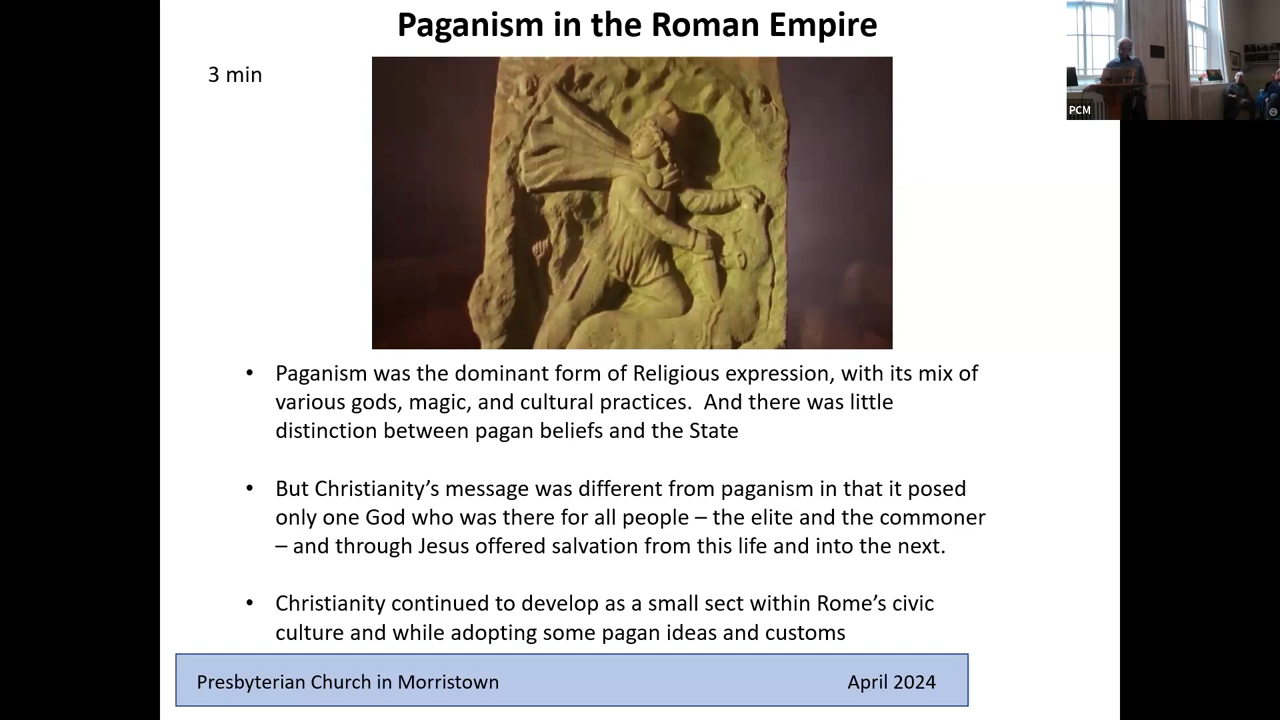 Paganism in the Roman Empire
3 min
PCM
• Paganism was the dominant form of Religious expression, with its mix of
various gods, magic, and cultural practices.  And there was little
distinction between pagan beliefs and the State
• But Christianity’s message was different from paganism in that it posed
only one God who was there for all people – the elite and the commoner
– and through Jesus offered salvation from this life and into the next.
• Christianity continued to develop as a small sect within Rome’s civic
culture and while adopting some pagan ideas and customs
Presbyterian Church in Morristown
April 2024